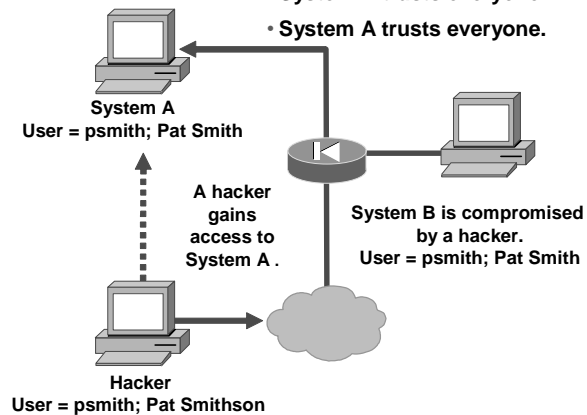 • System A trusts everyone.
System A
User = psmith; Pat Smith
A hacker
gains
access to
System A .
System B is compromised
by a hacker.
User = psmith; Pat Smith
Hacker
User = psmith; Pat Smithson